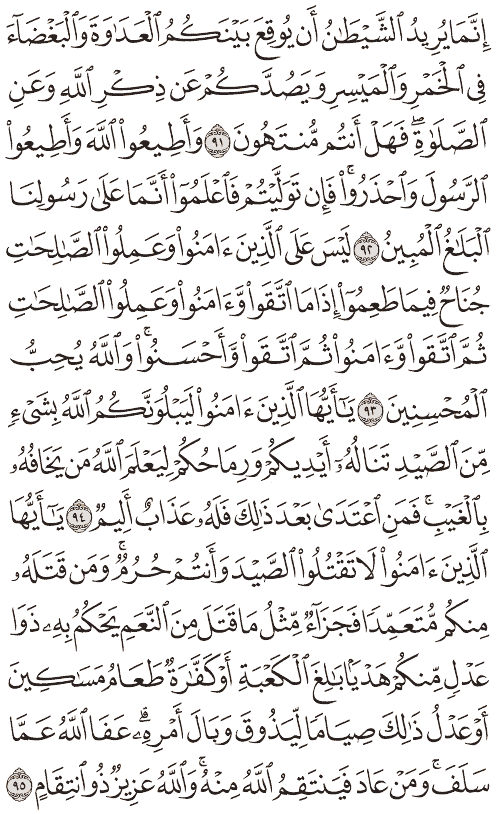 إِنَّمَا يُرِيدُ ٱلشَّيْطَٰنُ أَن يُوقِعَ بَيْنَكُمُ ٱلْعَدَٰوَةَ وَٱلْبَغْضَآءَ
فِي ٱلْخَمْرِ وَٱلْمَيْسِرِ وَيَصُدَّكُمْ عَن ذِكْرِ ٱللَّهِ وَعَنِ
ٱلصَّلَوٰةِۖ فَهَلْ أَنتُم مُّنتَهُونَ ٩١ وَأَطِيعُوا۟ ٱللَّهَ وَأَطِيعُوا۟
ٱلرَّسُولَ وَٱحْذَرُوا۟ۚ فَإِن تَوَلَّيْتُمْ فَٱعْلَمُوٓا۟ أَنَّمَا عَلَىٰ رَسُولِنَا
ٱلْبَلَٰغُ ٱلْمُبِينُ ٩٢ لَيْسَ عَلَى ٱلَّذِينَ ءَامَنُوا۟ وَعَمِلُوا۟ ٱلصَّٰلِحَٰتِ
جُنَاحٌ فِيمَا طَعِمُوٓا۟ إِذَا مَا ٱتَّقَوا۟ وَّءَامَنُوا۟ وَعَمِلُوا۟ ٱلصَّٰلِحَٰتِ
ثُمَّ ٱتَّقَوا۟ وَّءَامَنُوا۟ ثُمَّ ٱتَّقَوا۟ وَّأَحْسَنُوا۟ۚ وَٱللَّهُ يُحِبُّ
ٱلْمُحْسِنِينَ ٩٣ يَٰٓأَيُّهَا ٱلَّذِينَ ءَامَنُوا۟ لَيَبْلُوَنَّكُمُ ٱللَّهُ بِشَىْءٍ
مِّنَ ٱلصَّيْدِ تَنَالُهُۥٓ أَيْدِيكُمْ وَرِمَاحُكُمْ لِيَعْلَمَ ٱللَّهُ مَن يَخَافُهُۥ
بِٱلْغَيْبِۚ فَمَنِ ٱعْتَدَىٰ بَعْدَ ذَٰلِكَ فَلَهُۥ عَذَابٌ أَلِيمٌ ٩٤ يَٰٓأَيُّهَا
ٱلَّذِينَ ءَامَنُوا۟ لَا تَقْتُلُوا۟ ٱلصَّيْدَ وَأَنتُمْ حُرُمٌۚ وَمَن قَتَلَهُۥ
مِنكُم مُّتَعَمِّدًا فَجَزَآءٌ مِّثْلُ مَا قَتَلَ مِنَ ٱلنَّعَمِ يَحْكُمُ بِهِۦ ذَوَا
عَدْلٍ مِّنكُمْ هَدْيًۢا بَٰلِغَ ٱلْكَعْبَةِ أَوْ كَفَّٰرَةٌ طَعَامُ مَسَٰكِينَ
أَوْ عَدْلُ ذَٰلِكَ صِيَامًا لِّيَذُوقَ وَبَالَ أَمْرِهِۦۗ عَفَا ٱللَّهُ عَمَّا
سَلَفَۚ وَمَنْ عَادَ فَيَنتَقِمُ ٱللَّهُ مِنْهُۗ وَٱللَّهُ عَزِيزٌ ذُو ٱنتِقَامٍ ٩٥